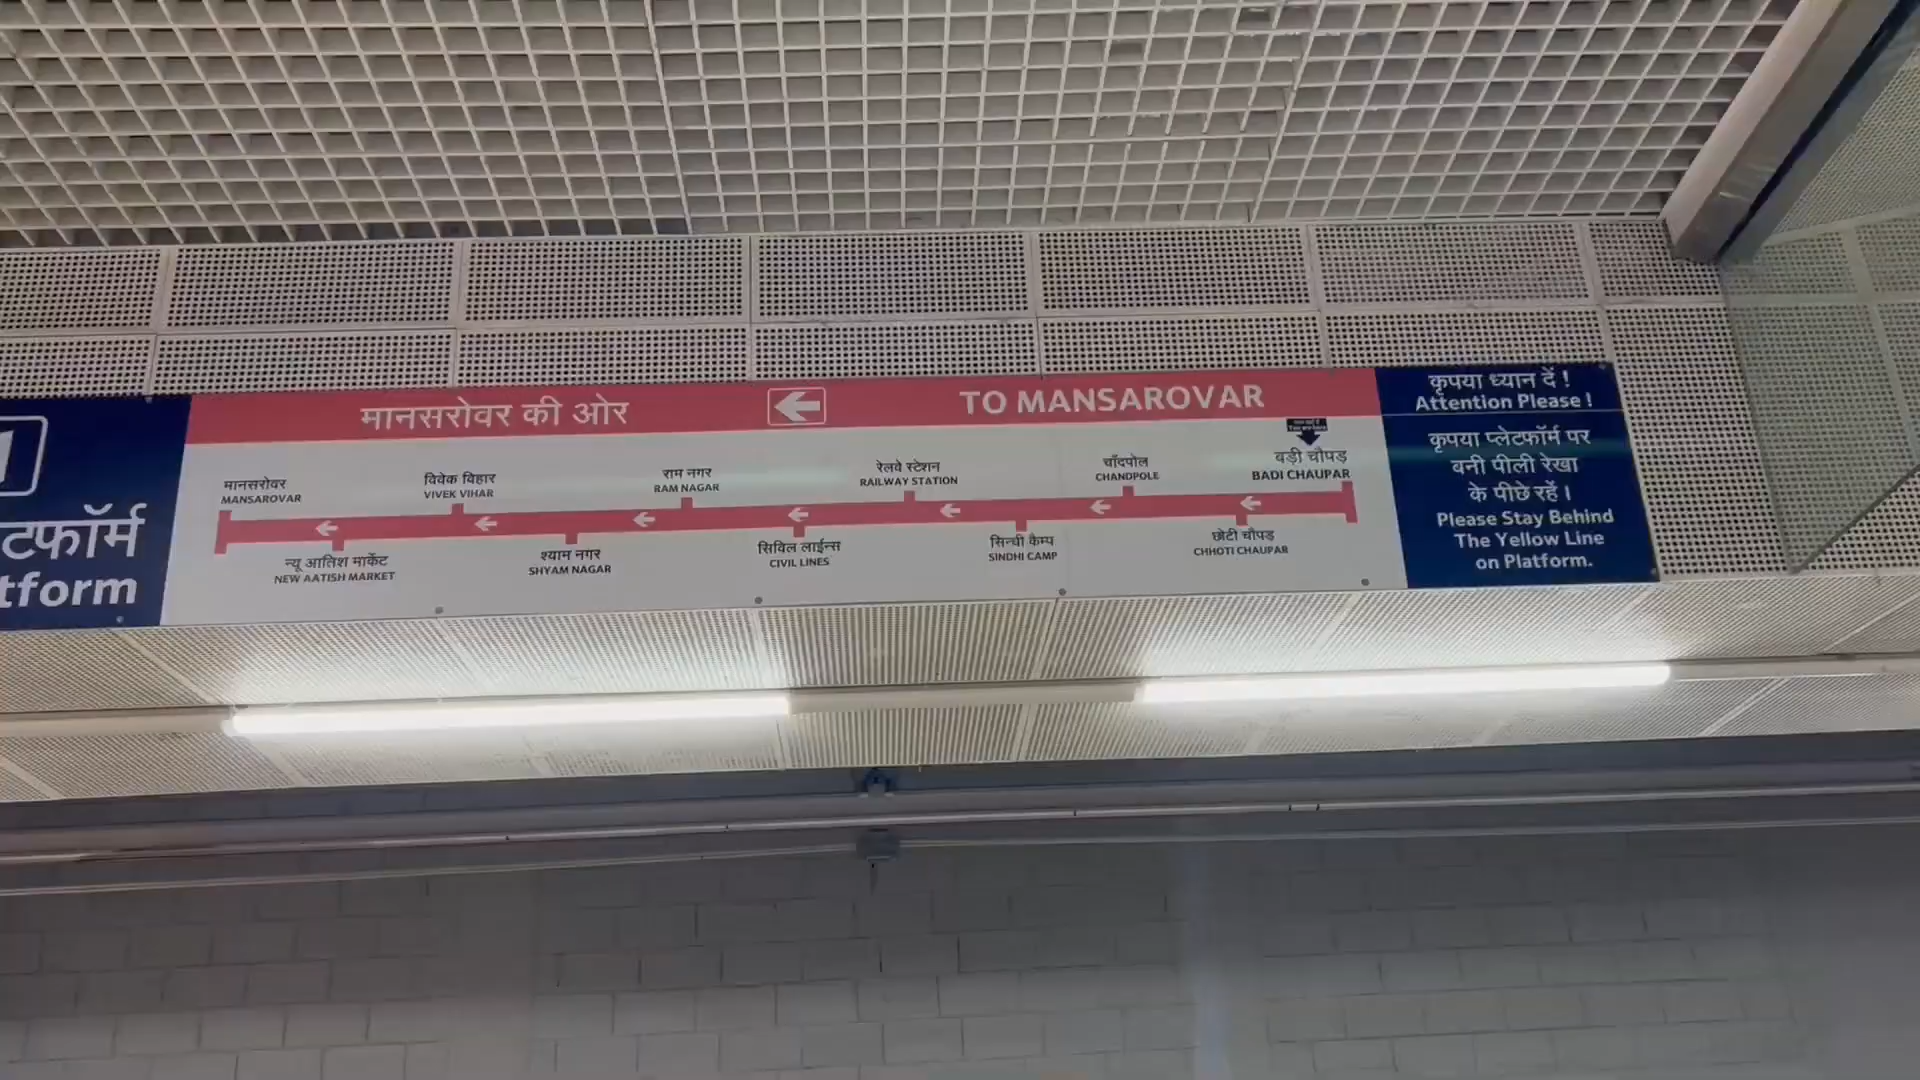 1
टफॉर्म
tform
मानसरोवर की ओर
TO MANSAROVAR
मानसरोवर
MANSAROVAR
न्यू आतिश मार्केट
NEW AATISH MARKET
विवेक विहार
VIVEK VIHAR
श्याम नगर
SHYAM NAGAR
राम नगर
RAM NAGAR
सिविल लाईन्स
CIVIL LINES
रेलवे स्टेशन
RAILWAY STATION
सिन्धी कैम्प
SINDHI CAMP
चाँदपोल
CHANDPOLE
छोटी चौपड़
CHHOTI CHAUPAR
बड़ी चौपड़
BADI CHAUPAR
कृपया ध्यान दें !
Attention Please !
कृपया प्लेटफॉर्म पर
बनी पीली रेखा
के पीछे रहें ।
Please Stay Behind
The Yellow Line
on Platform.